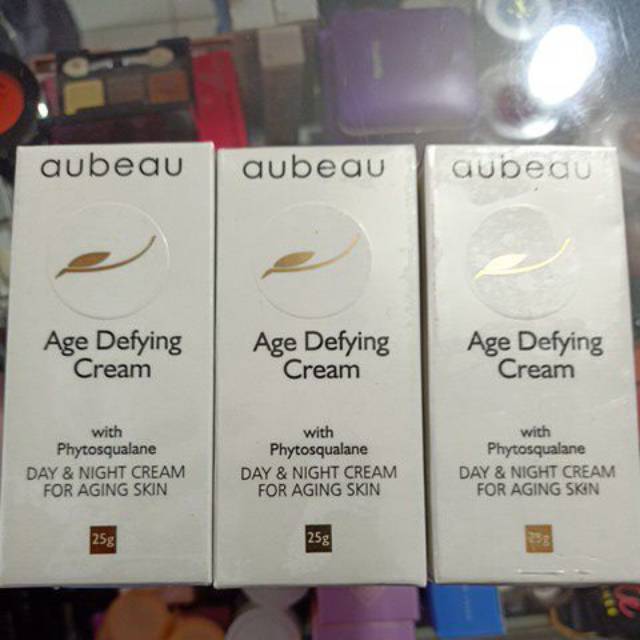 aubeau
Age Defying
Cream
with
Phytosqualane
DAY & NIGHT CREAM
FOR AGING SKIN
25g
aubeau
Age Defying
Cream
with
Phytosqualane
DAY & NIGHT CREAM
FOR AGING SKIN
25g
aubeau
Age Defying
Cream
with
Phytosqualane
DAY & NIGHT CREAM
FOR AGING SKIN
25g